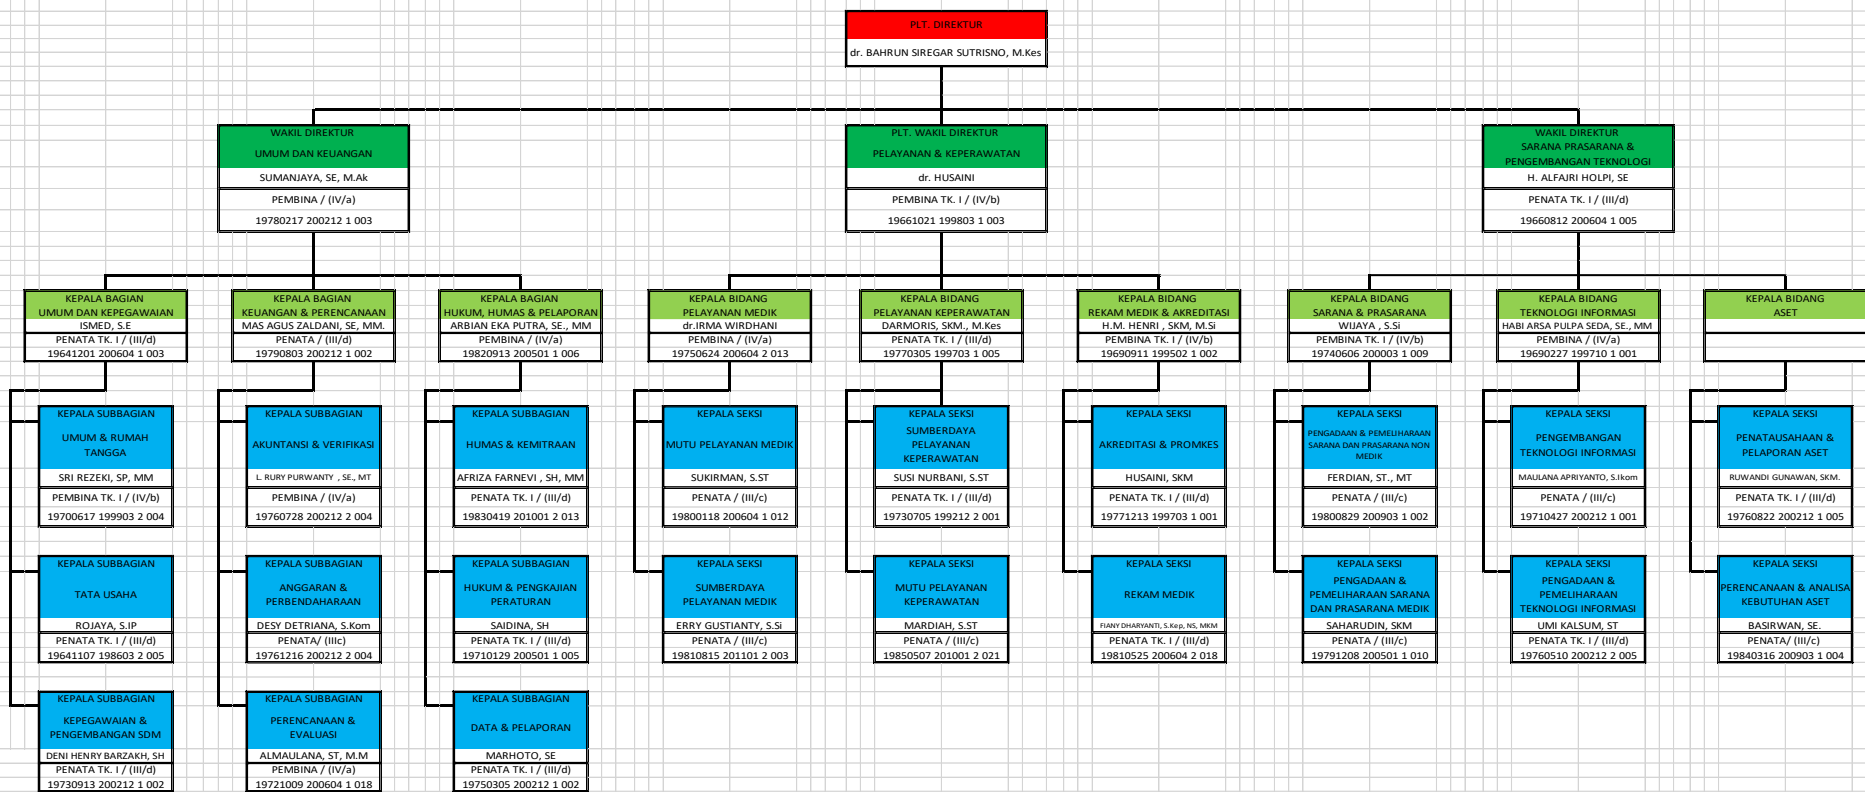 PLT. DIREKTUR
dr. BAHRUN SIREGAR SUTRISNO, M.Kes
WAKIL DIREKTUR
UMUM DAN KEUANGAN
SUMANJAYA, SE, M.Ak
PEMBINA / (IV/a)
19780217 200212 1 003
PLT. WAKIL DIREKTUR
PELAYANAN & KEPERAWATAN
dr. HUSAINI
PEMBINA TK. I / (IV/b)
19661021 199803 1 003
WAKIL DIREKTUR
SARANA PRASARANA &
PENGEMBANGAN TEKNOLOGI
H. ALFAJRI HOLPI, SE
PENATA TK. I / (III/d)
19660812 200604 1 005
KEPALA BAGIAN
UMUM DAN KEPEGAWAIAN
ISMED, S.E
PENATA TK. I / (III/d)
19641201 200604 1 003
KEPALA BAGIAN
KEUANGAN & PERENCANAAN
MAS AGUS ZALDANI, SE, MM.
PENATA / (III/d)
19790803 200212 1 002
KEPALA BAGIAN
HUKUM, HUMAS & PELAPORAN
ARBIAN EKA PUTRA, SE., MM
PEMBINA / (IV/a)
19820913 200501 1 006
KEPALA BIDANG
PELAYANAN MEDIK
dr.IRMA WIRDHANI
PEMBINA / (IV/a)
19750624 200604 2 013
KEPALA BIDANG
PELAYANAN KEPERAWATAN
DARMORIS, SKM., M.Kes
PENATA TK. I / (III/d)
19770305 199703 1 005
KEPALA BIDANG
REKAM MEDIK & AKREDITASI
H.M. HENRI , SKM, M.Si
PEMBINA TK. I / (IV/b)
19690911 199502 1 002
KEPALA BIDANG
SARANA & PRASARANA
WIJAYA , S.Si
PEMBINA TK. I / (IV/b)
19740606 200003 1 009
KEPALA BIDANG
TEKNOLOGI INFORMASI
HABI ARSA PULPA SEDA, SE., MM
PEMBINA / (IV/a)
19690227 199710 1 001
KEPALA BIDANG
ASET
KEPALA SUBBAGIAN
UMUM & RUMAH
TANGGA
SRI REZEKI, SP, MM
PEMBINA TK. I / (IV/b)
19700617 199903 2 004
KEPALA SUBBAGIAN
AKUNTANSI & VERIFIKASI
L. RURY PURWANTY , SE., MT
PEMBINA / (IV/a)
19760728 200212 2 004
KEPALA SUBBAGIAN
HUMAS & KEMITRAAN
AFRIZA FARNEVI , SH, MM
PENATA TK. I / (III/d)
19830419 201001 2 013
KEPALA SEKSI
MUTU PELAYANAN MEDIK
SUKIRMAN, S.ST
PENATA / (III/c)
19800118 200604 1 012
KEPALA SEKSI
SUMBERDAYA
PELAYANAN
KEPERAWATAN
SUSI NURBANI, S.ST
PENATA TK. I / (III/d)
19730705 199212 2 001
KEPALA SEKSI
AKREDITASI & PROMKES
HUSAINI, SKM
PENATA TK. I / (III/d)
19771213 199703 1 001
KEPALA SEKSI
PENGADAAN & PEMELIHARAAN
SARANA DAN PRASARANA NON
MEDIK
FERDIAN, ST., MT
PENATA / (III/c)
19800829 200903 1 002
KEPALA SEKSI
PENGEMBANGAN
TEKNOLOGI INFORMASI
MAULANA APRIYANTO, S.Ikom
PENATA / (III/c)
19710427 200212 1 001
KEPALA SEKSI
PENATAUSAHAAN &
PELAPORAN ASET
RUWANDI GUNAWAN, SKM.
PENATA TK. I / (III/d)
19760822 200212 1 005
KEPALA SUBBAGIAN
TATA USAHA
ROJAYA, S.IP
PENATA TK. I / (III/d)
19641107 198603 2 005
KEPALA SUBBAGIAN
ANGGARAN &
PERBENDAHARAAN
DESY DETRIANA, S.Kom
PENATA/ (IIIc)
19761216 200212 2 004
KEPALA SUBBAGIAN
HUKUM & PENGKAJIAN
PERATURAN
SAIDINA, SH
PENATA TK. I / (III/d)
19710129 200501 1 005
KEPALA SEKSI
SUMBERDAYA
PELAYANAN MEDIK
ERRY GUSTIANTY, S.Si
PENATA / (III/c)
19810815 201101 2 003
KEPALA SEKSI
MUTU PELAYANAN
KEPERAWATAN
MARDIAH, S.ST
PENATA / (III/c)
19850507 201001 2 021
KEPALA SEKSI
REKAM MEDIK
FIANY DHARYANTI, S.Kep, NS, MKM
PENATA TK. I / (III/d)
19810525 200604 2 018
KEPALA SEKSI
PENGADAAN &
PEMELIHARAAN SARANA
DAN PRASARANA MEDIK
SAHARUDIN, SKM
PENATA / (III/c)
19791208 200501 1 010
KEPALA SEKSI
PENGADAAN &
PEMELIHARAAN
TEKNOLOGI INFORMASI
UMI KALSUM, ST
PENATA TK. I / (III/d)
19760510 200212 2 005
KEPALA SEKSI
PERENCANAAN & ANALISA
KEBUTUHAN ASET
BASIRWAN, SE.
PENATA/ (III/c)
19840316 200903 1 004
KEPALA SUBBAGIAN
KEPEGAWAIAN &
PENGEMBANGAN SDM
DENI HENRY BARZAKH, SH
PENATA TK. I / (III/d)
19730913 200212 1 002
KEPALA SUBBAGIAN
PERENCANAAN &
EVALUASI
ALMAULANA, ST, M.M
PEMBINA / (IV/a)
19721009 200604 1 018
KEPALA SUBBAGIAN
DATA & PELAPORAN
MARHOTO, SE
PENATA TK. I / (III/d)
19750305 200212 1 002